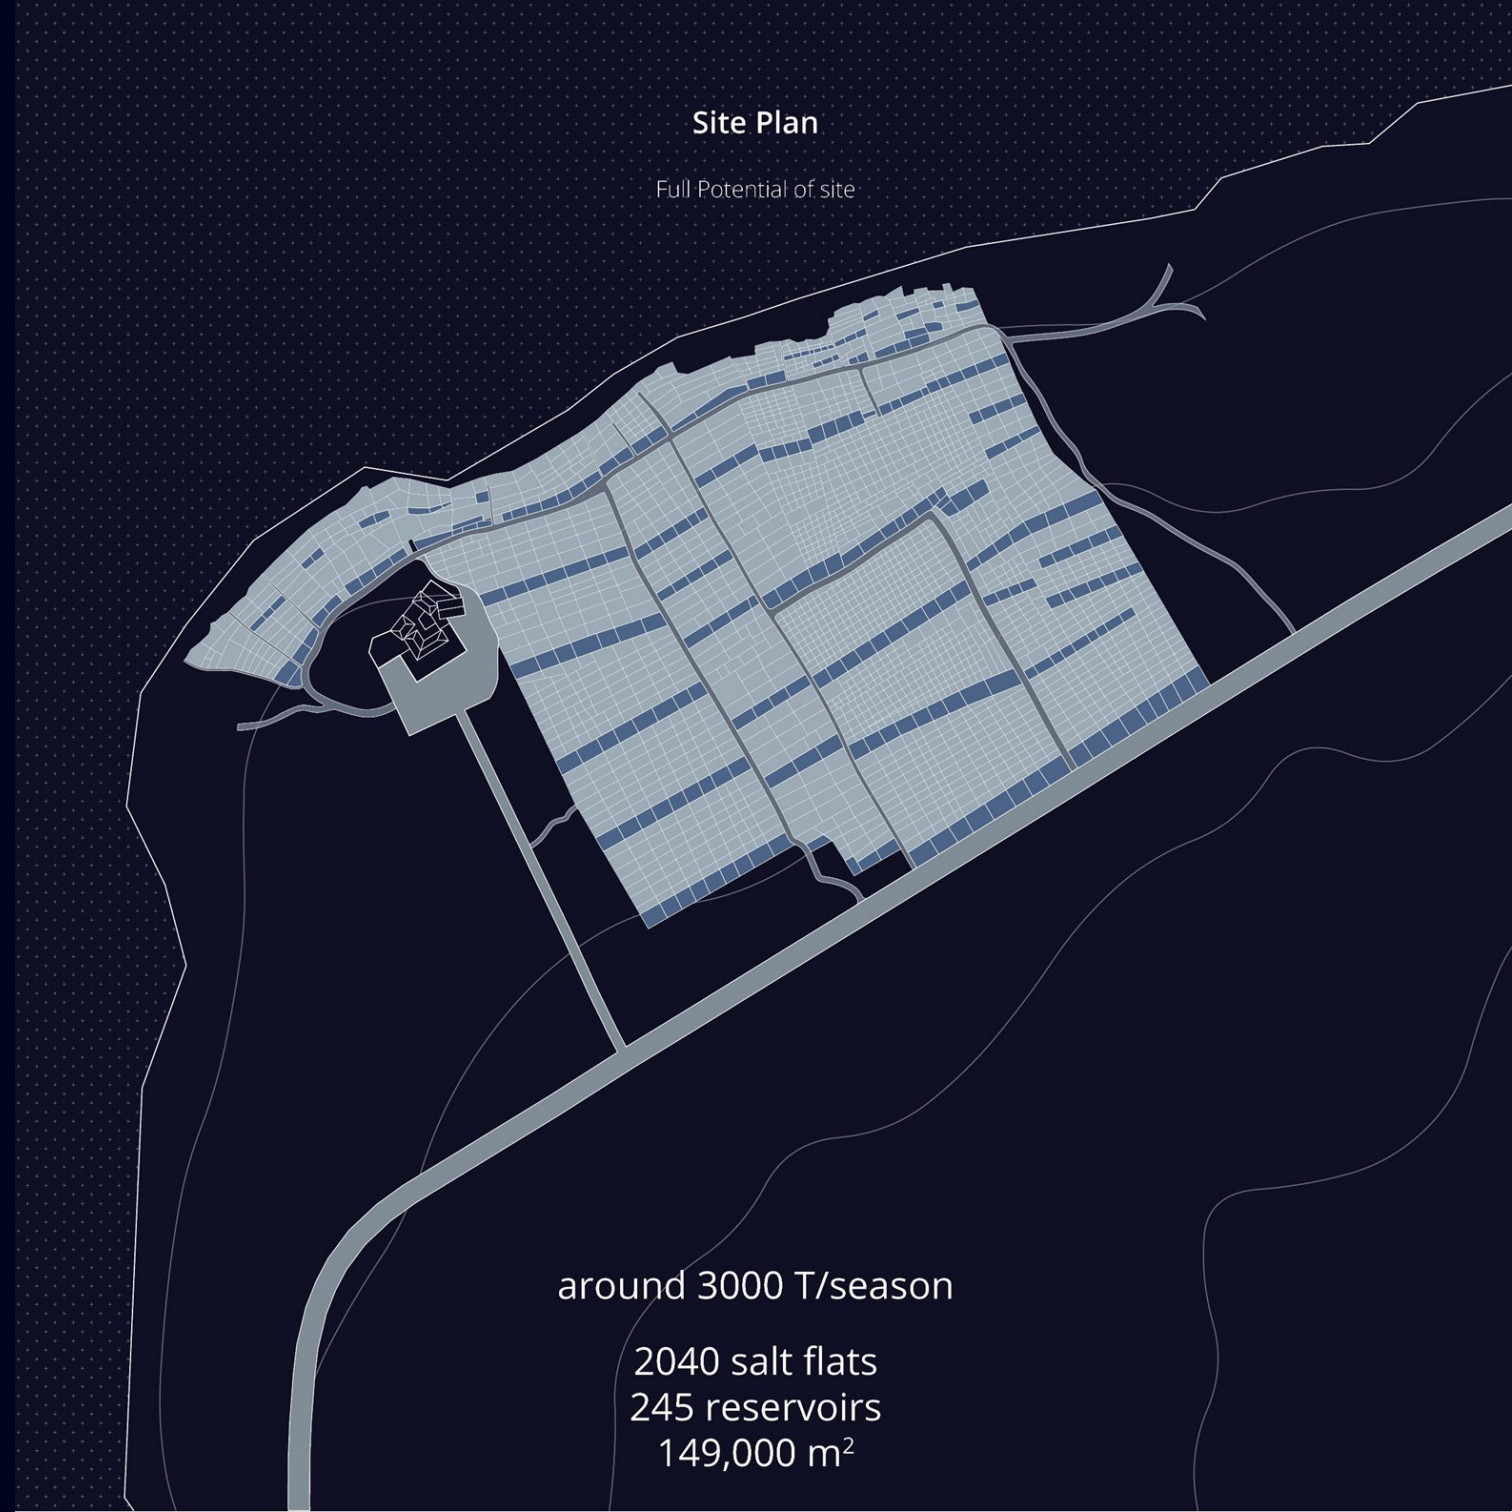 Site Plan
Full Potential of site
around 3000 T/season
2040 salt flats
245 reservoirs
149,000 m²